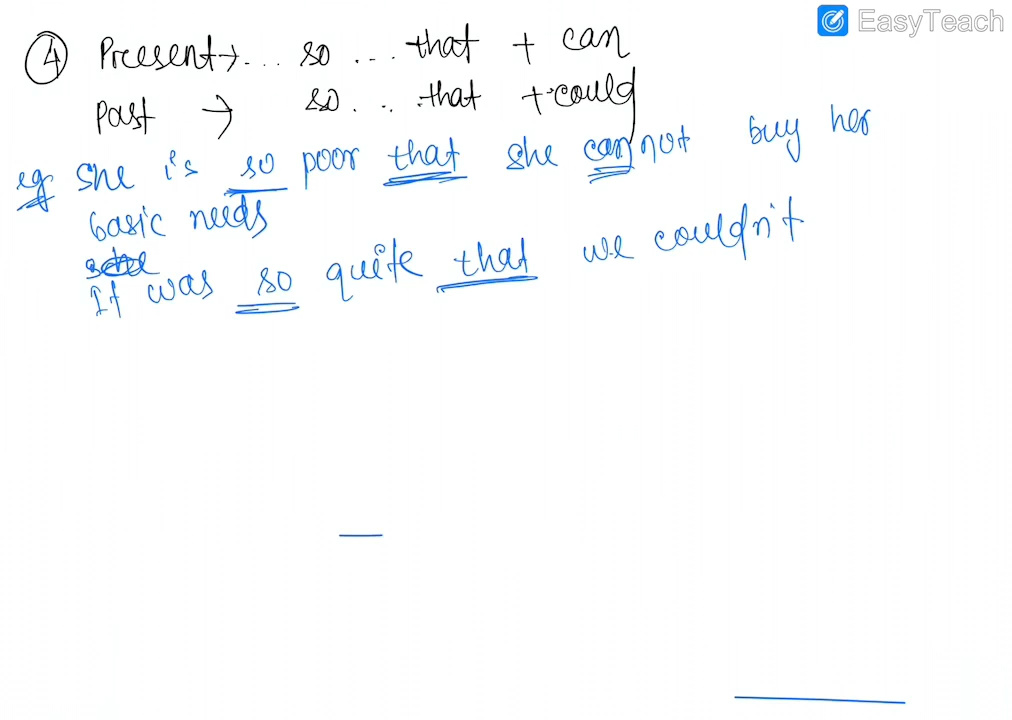 EasyTeach
④ Present → ... so ... that + can
Past → so ... that + could
eg She is so poor that she cannot buy her
basic needs
It was so quite that we couldn't